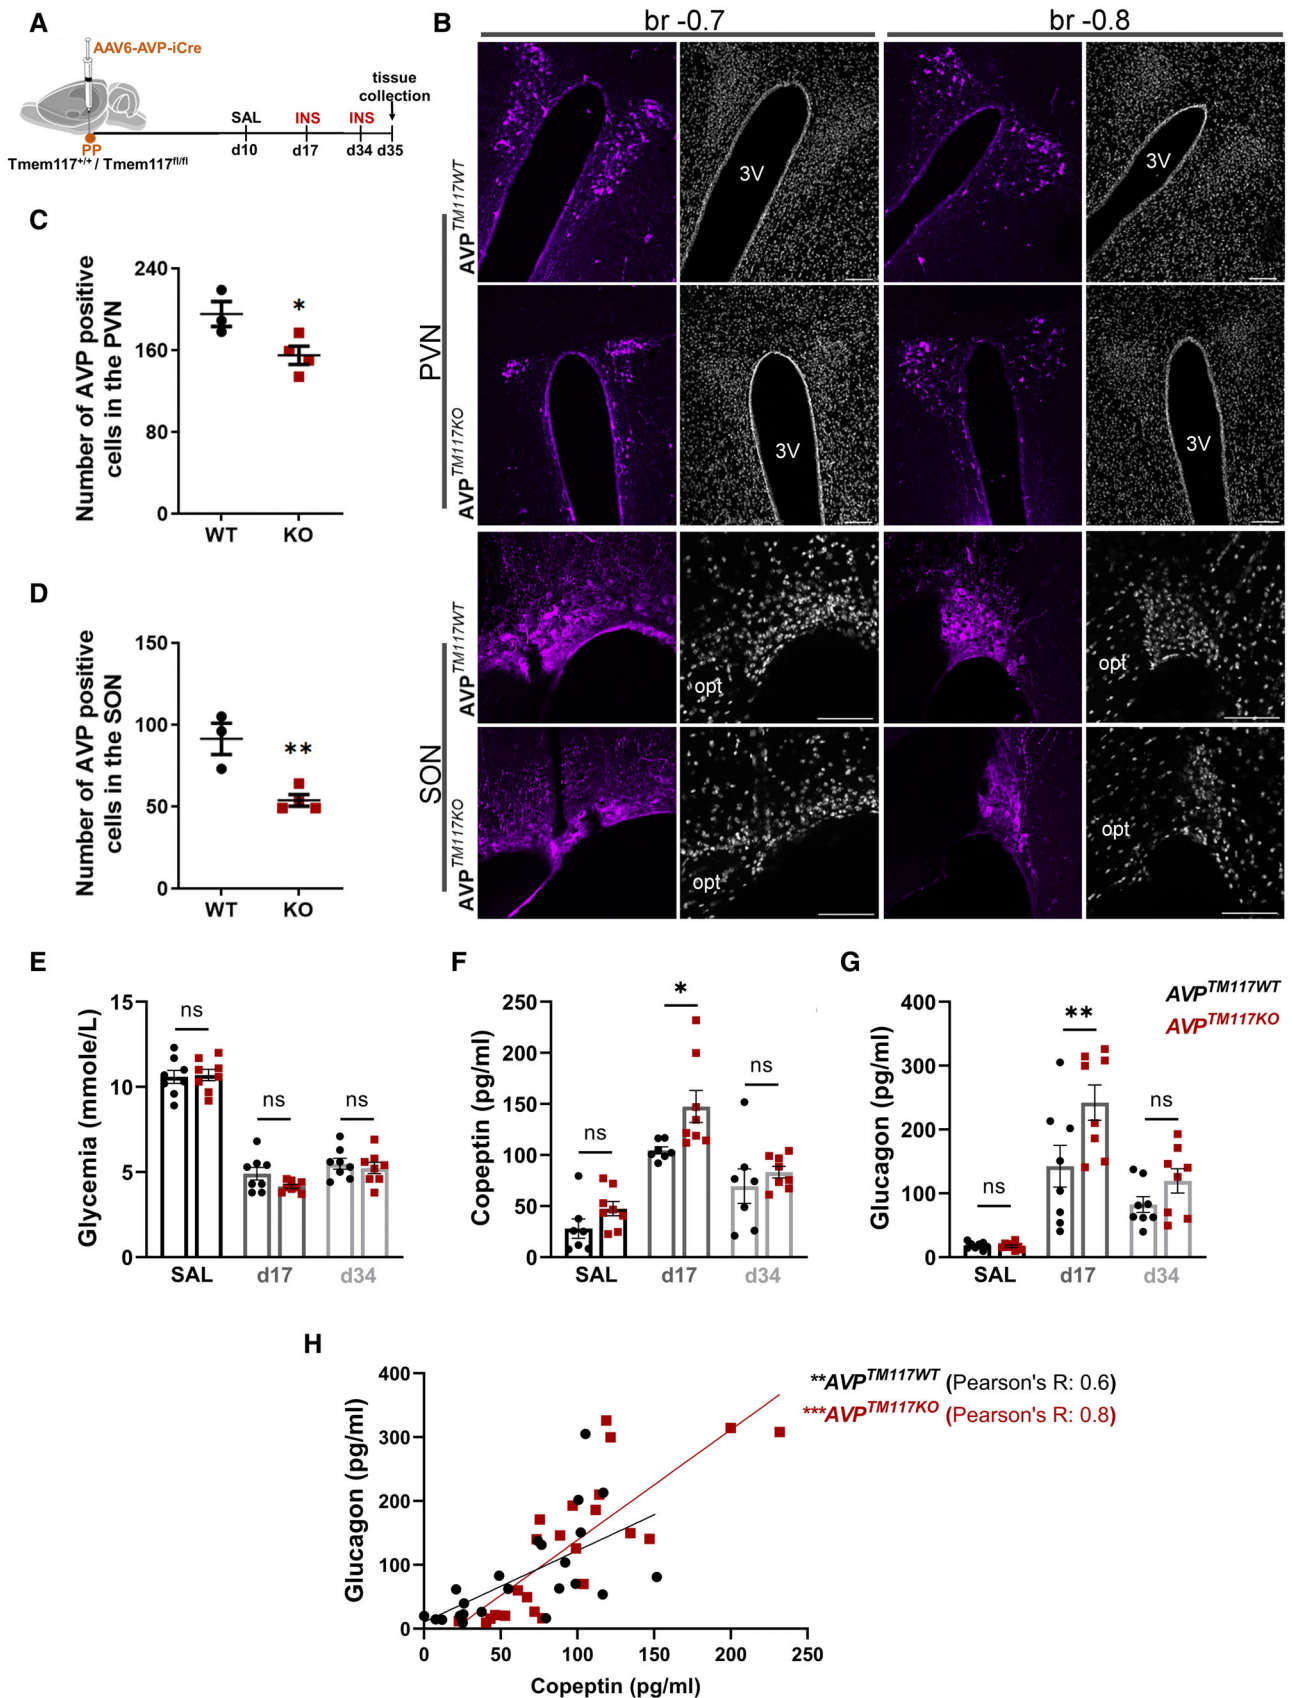 A
AAV6-AVP-iCre
PP
Tmem117+/+/ Tmem117fl/fl
SAL
INS
INS
tissue
collection
d10
d17
d34
d35
B
br -0.7
br -0.8
PVN
AVPTM117WT
3V
3V
AVPTM117KO
3V
3V
SON
AVPTM117WT
opt
opt
AVPTM117KO
opt
opt
C
Number of AVP positive
cells in the PVN
240
160
80
0
*
WT
KO
D
Number of AVP positive
cells in the SON
150
100
50
0
**
WT
KO
E
Glycemia (mmole/L)
15
10
5
0
ns
ns
ns
SAL
d17
d34
F
Copeptin (pg/ml)
250
200
150
100
50
0
ns
*
ns
SAL
d17
d34
G
Glucagon (pg/ml)
400
300
200
100
0
ns
**
ns
SAL
d17
d34
AVPTM117WT
AVPTM117KO
H
Glucagon (pg/ml)
400
300
200
100
0
0
50
100
150
200
250
Copeptin (pg/ml)
**AVPTM117WT (Pearson's R: 0.6)
***AVPTM117KO (Pearson's R: 0.8)